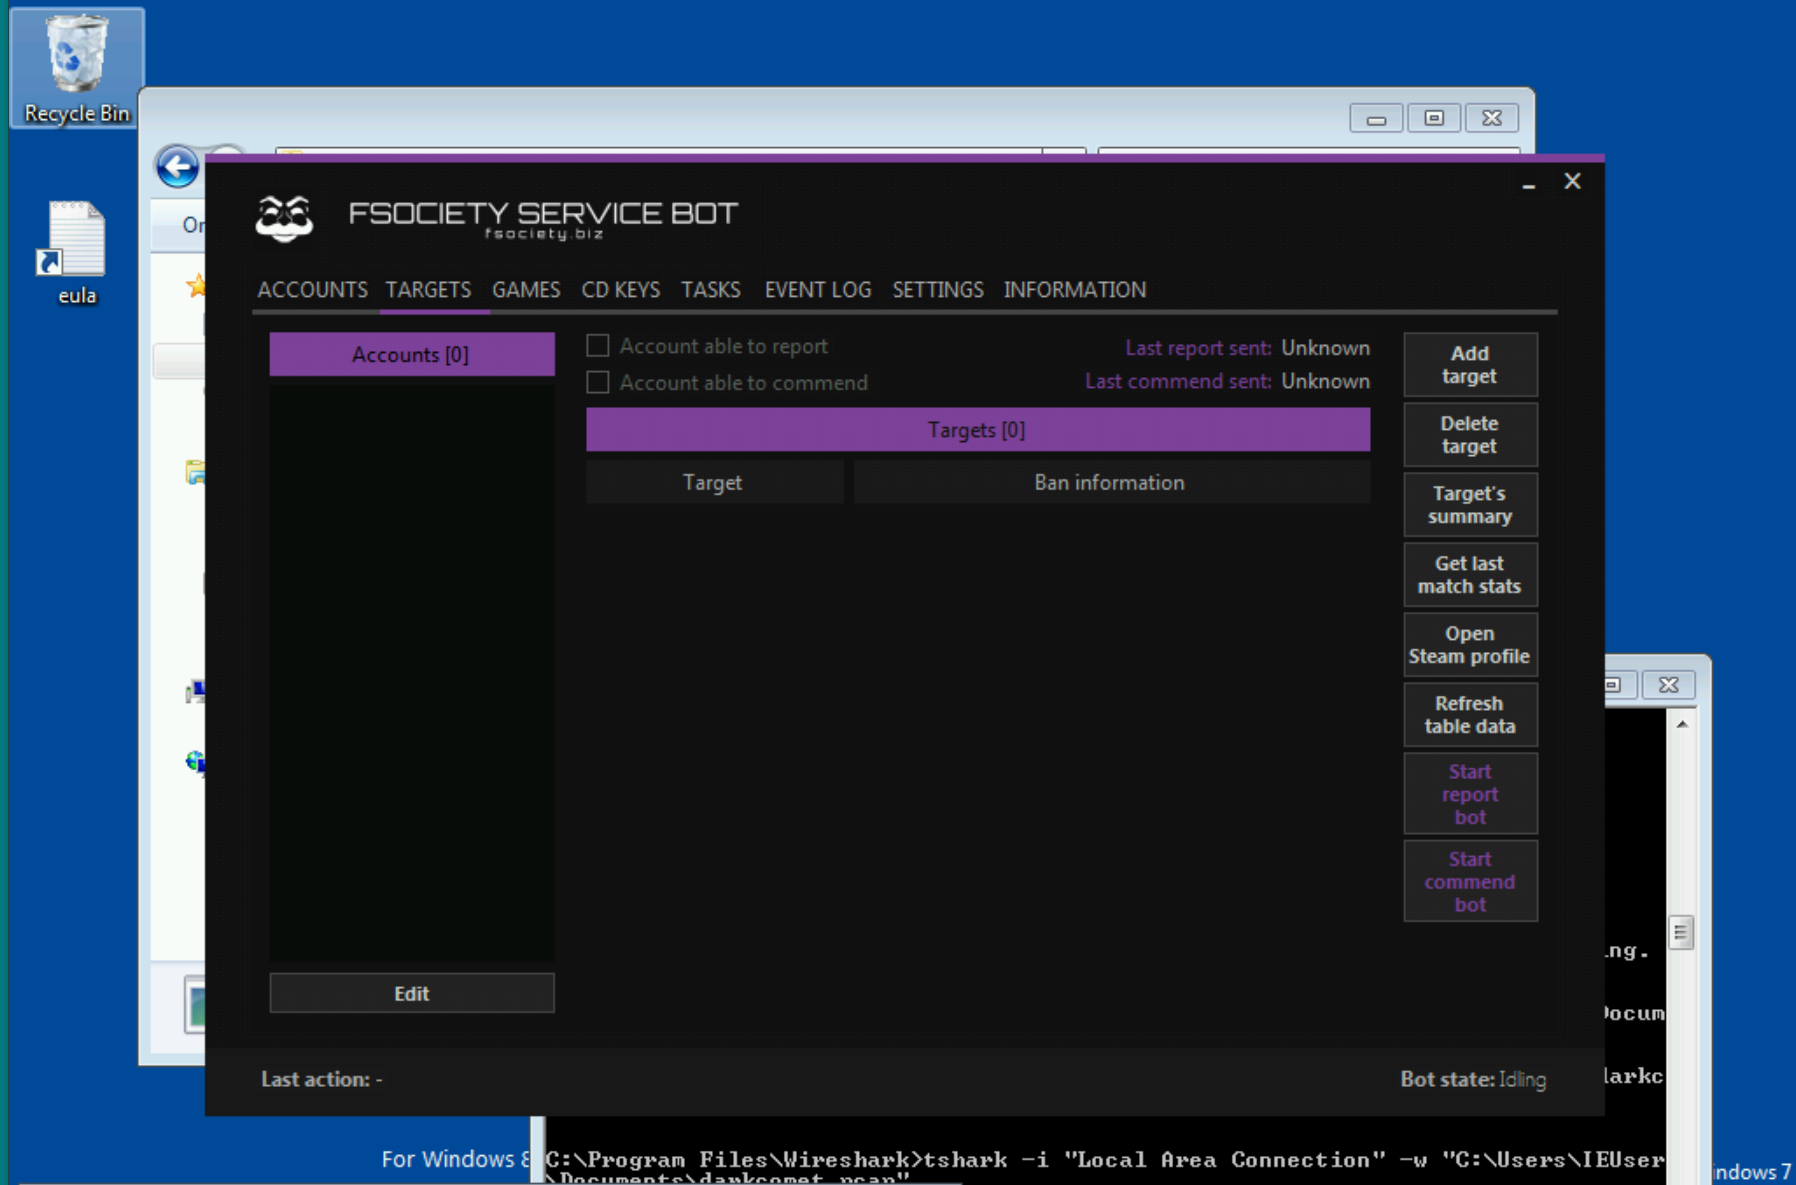 Recycle Bin
eula
Or
FSOCIETY SERVICE BOT
fsociety.biz
ACCOUNTS TARGETS GAMES CD KEYS TASKS EVENT LOG SETTINGS INFORMATION
Accounts [0]
Edit
Account able to report
Account able to commend
Last report sent: Unknown
Last commend sent: Unknown
Targets [0]
Target
Ban information
Add
target
Delete
target
Target's
summary
Get last
match stats
Open
Steam profile
Refresh
table data
Start
report
bot
Start
commend
bot
Last action: -
Bot state: Idling
ng.
Docum
darkc
For Windows 8
C:\Program Files\Wireshark>tshark -i "Local Area Connection" -w "C:\Users\IEUser
\Documents\darkcomet.pcap"
indows 7